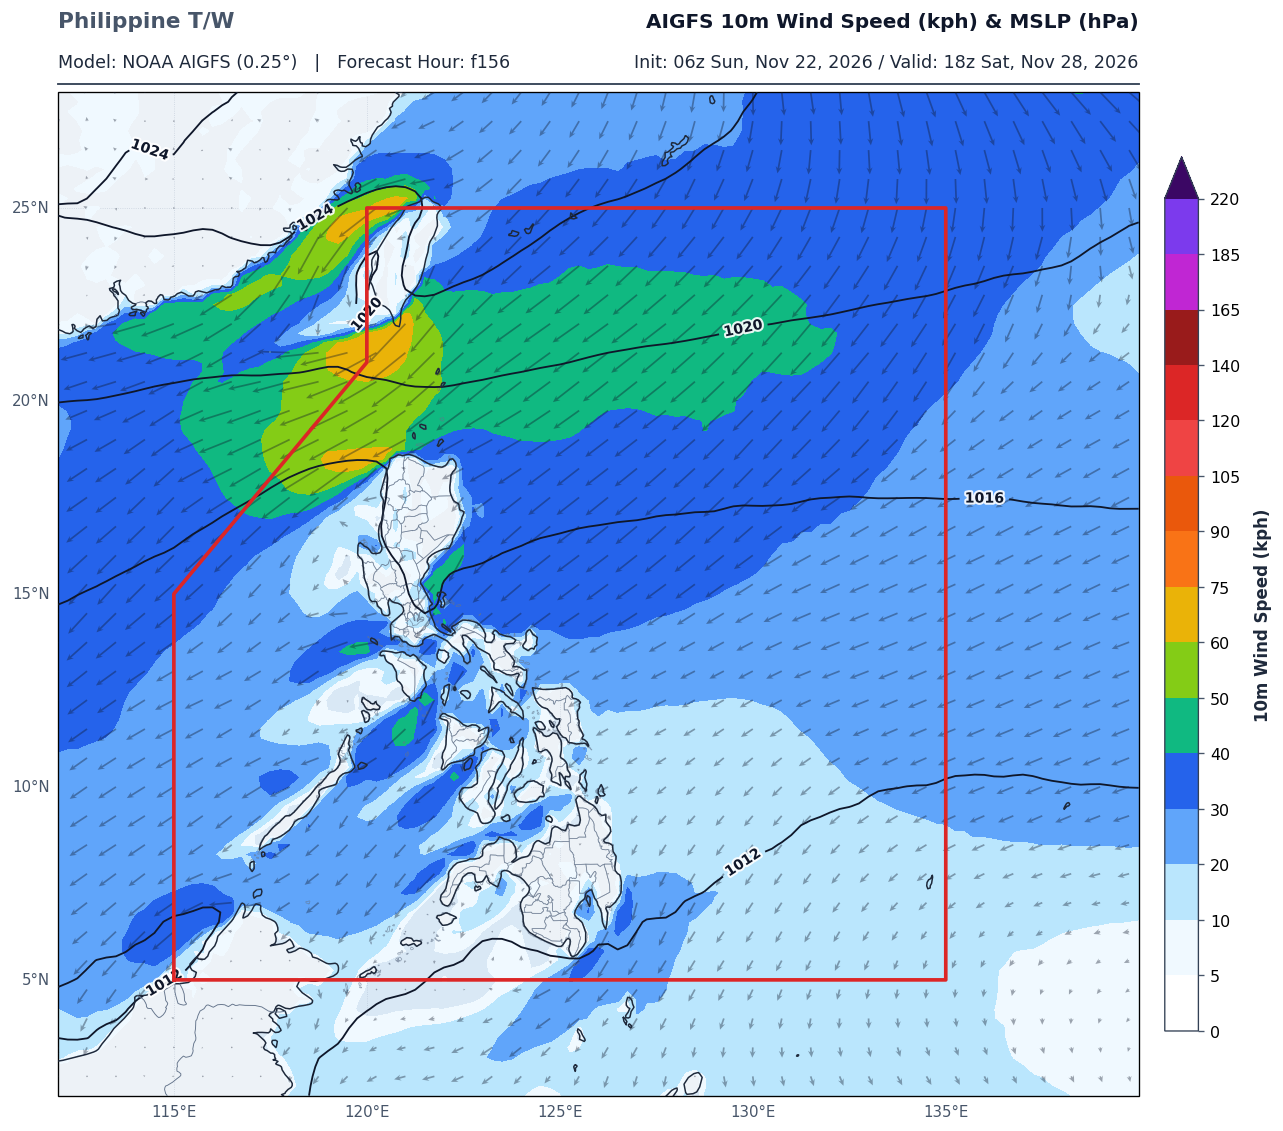 Philippine T/W
AIGFS 10m Wind Speed (kph) & MSLP (hPa)
Model: NOAA AIGFS (0.25°) | Forecast Hour: f156
Init: 06z Sun, Nov 22, 2026 / Valid: 18z Sat, Nov 28, 2026
1024
1024
1020
1020
1016
1012
1012
25°N
20°N
15°N
10°N
5°N
115°E
120°E
125°E
130°E
135°E
220
185
165
140
120
105
90
75
60
50
40
30
20
10
5
0
10m Wind Speed (kph)